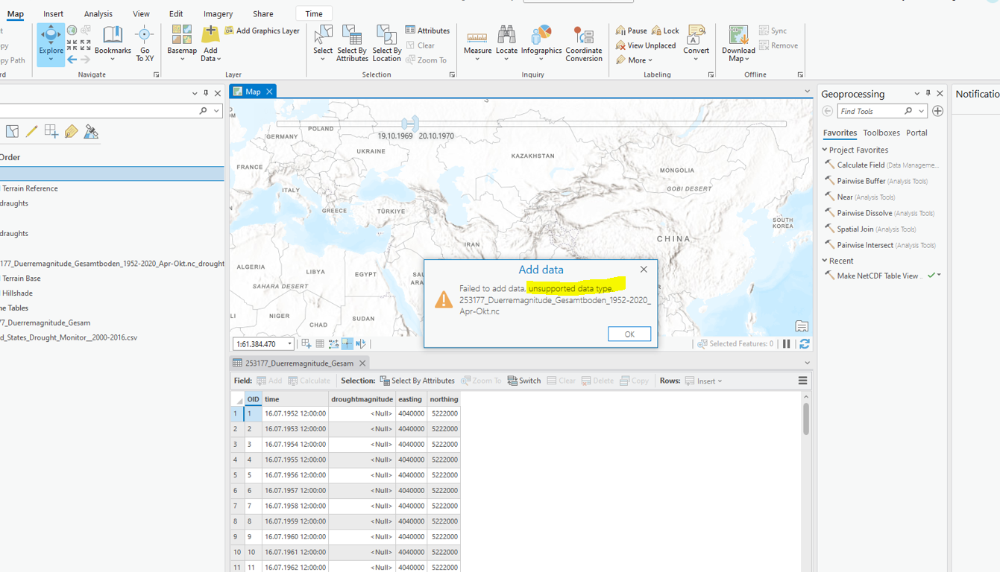 Map Insert Analysis View Edit Imagery Share Time
Explore
Bookmarks
Go
To XY
Navigate
Basemap
Add
Data
Add Graphics Layer
Layer
Select
Select By
Attributes
Select By
Location
Attributes
Clear
Zoom To
Selection
Measure
Locate
Infographics
Coordinate
Conversion
Inquiry
Pause
Lock
View Unplaced
More
Convert
Labeling
Download
Map
Sync
Remove
Offline
py
py Path
Order
Terrain Reference
draughts
draughts
177_Duerremagnitude_Gesamtboden_1952-2020_Apr-Okt.nc_drought
Terrain Base
Hillshade
ne Tables
77_Duerremagnitude_Gesam
d_States_Drought_Monitor__2000-2016.csv
Map
19.10.1969 20.10.1970
POLAND
GERMANY
UKRAINE
KAZAKHSTAN
FRANCE
MONGOLIA
GOBI DESERT
ITALY
GREECE
TÜRKIYE
SOUTH
KOREA
CHINA
IRAN
ALGERIA
LIBYA
EGYPT
SAHARA DESERT
NIGER
CHAD
SUDAN
Add data
Failed to add data, unsupported data type.
253177_Duerremagnitude_Gesamtboden_1952-2020_
Apr-Okt.nc
OK
1:61.384.470
Selected Features: 0
253177_Duerremagnitude_Gesam
Field: Add Calculate Selection: Select By Attributes Zoom To Switch Clear Delete Copy Rows: Insert
OID time droughtmagnitude easting northing
1 1 16.07.1952 12:00:00 <Null> 4040000 5222000
2 2 16.07.1953 12:00:00 <Null> 4040000 5222000
3 3 16.07.1954 12:00:00 <Null> 4040000 5222000
4 4 16.07.1955 12:00:00 <Null> 4040000 5222000
5 5 16.07.1956 12:00:00 <Null> 4040000 5222000
6 6 16.07.1957 12:00:00 <Null> 4040000 5222000
7 7 16.07.1958 12:00:00 <Null> 4040000 5222000
8 8 16.07.1959 12:00:00 <Null> 4040000 5222000
9 9 16.07.1960 12:00:00 <Null> 4040000 5222000
10 10 16.07.1961 12:00:00 <Null> 4040000 5222000
11 11 16.07.1962 12:00:00 <Null> 4040000 5222000
Geoprocessing
Find Tools
Favorites Toolboxes Portal
Project Favorites
Calculate Field (Data Manageme...
Pairwise Buffer (Analysis Tools)
Near (Analysis Tools)
Pairwise Dissolve (Analysis Tools)
Spatial Join (Analysis Tools)
Pairwise Intersect (Analysis Tools)
Recent
Make NetCDF Table View ..
Notificatio